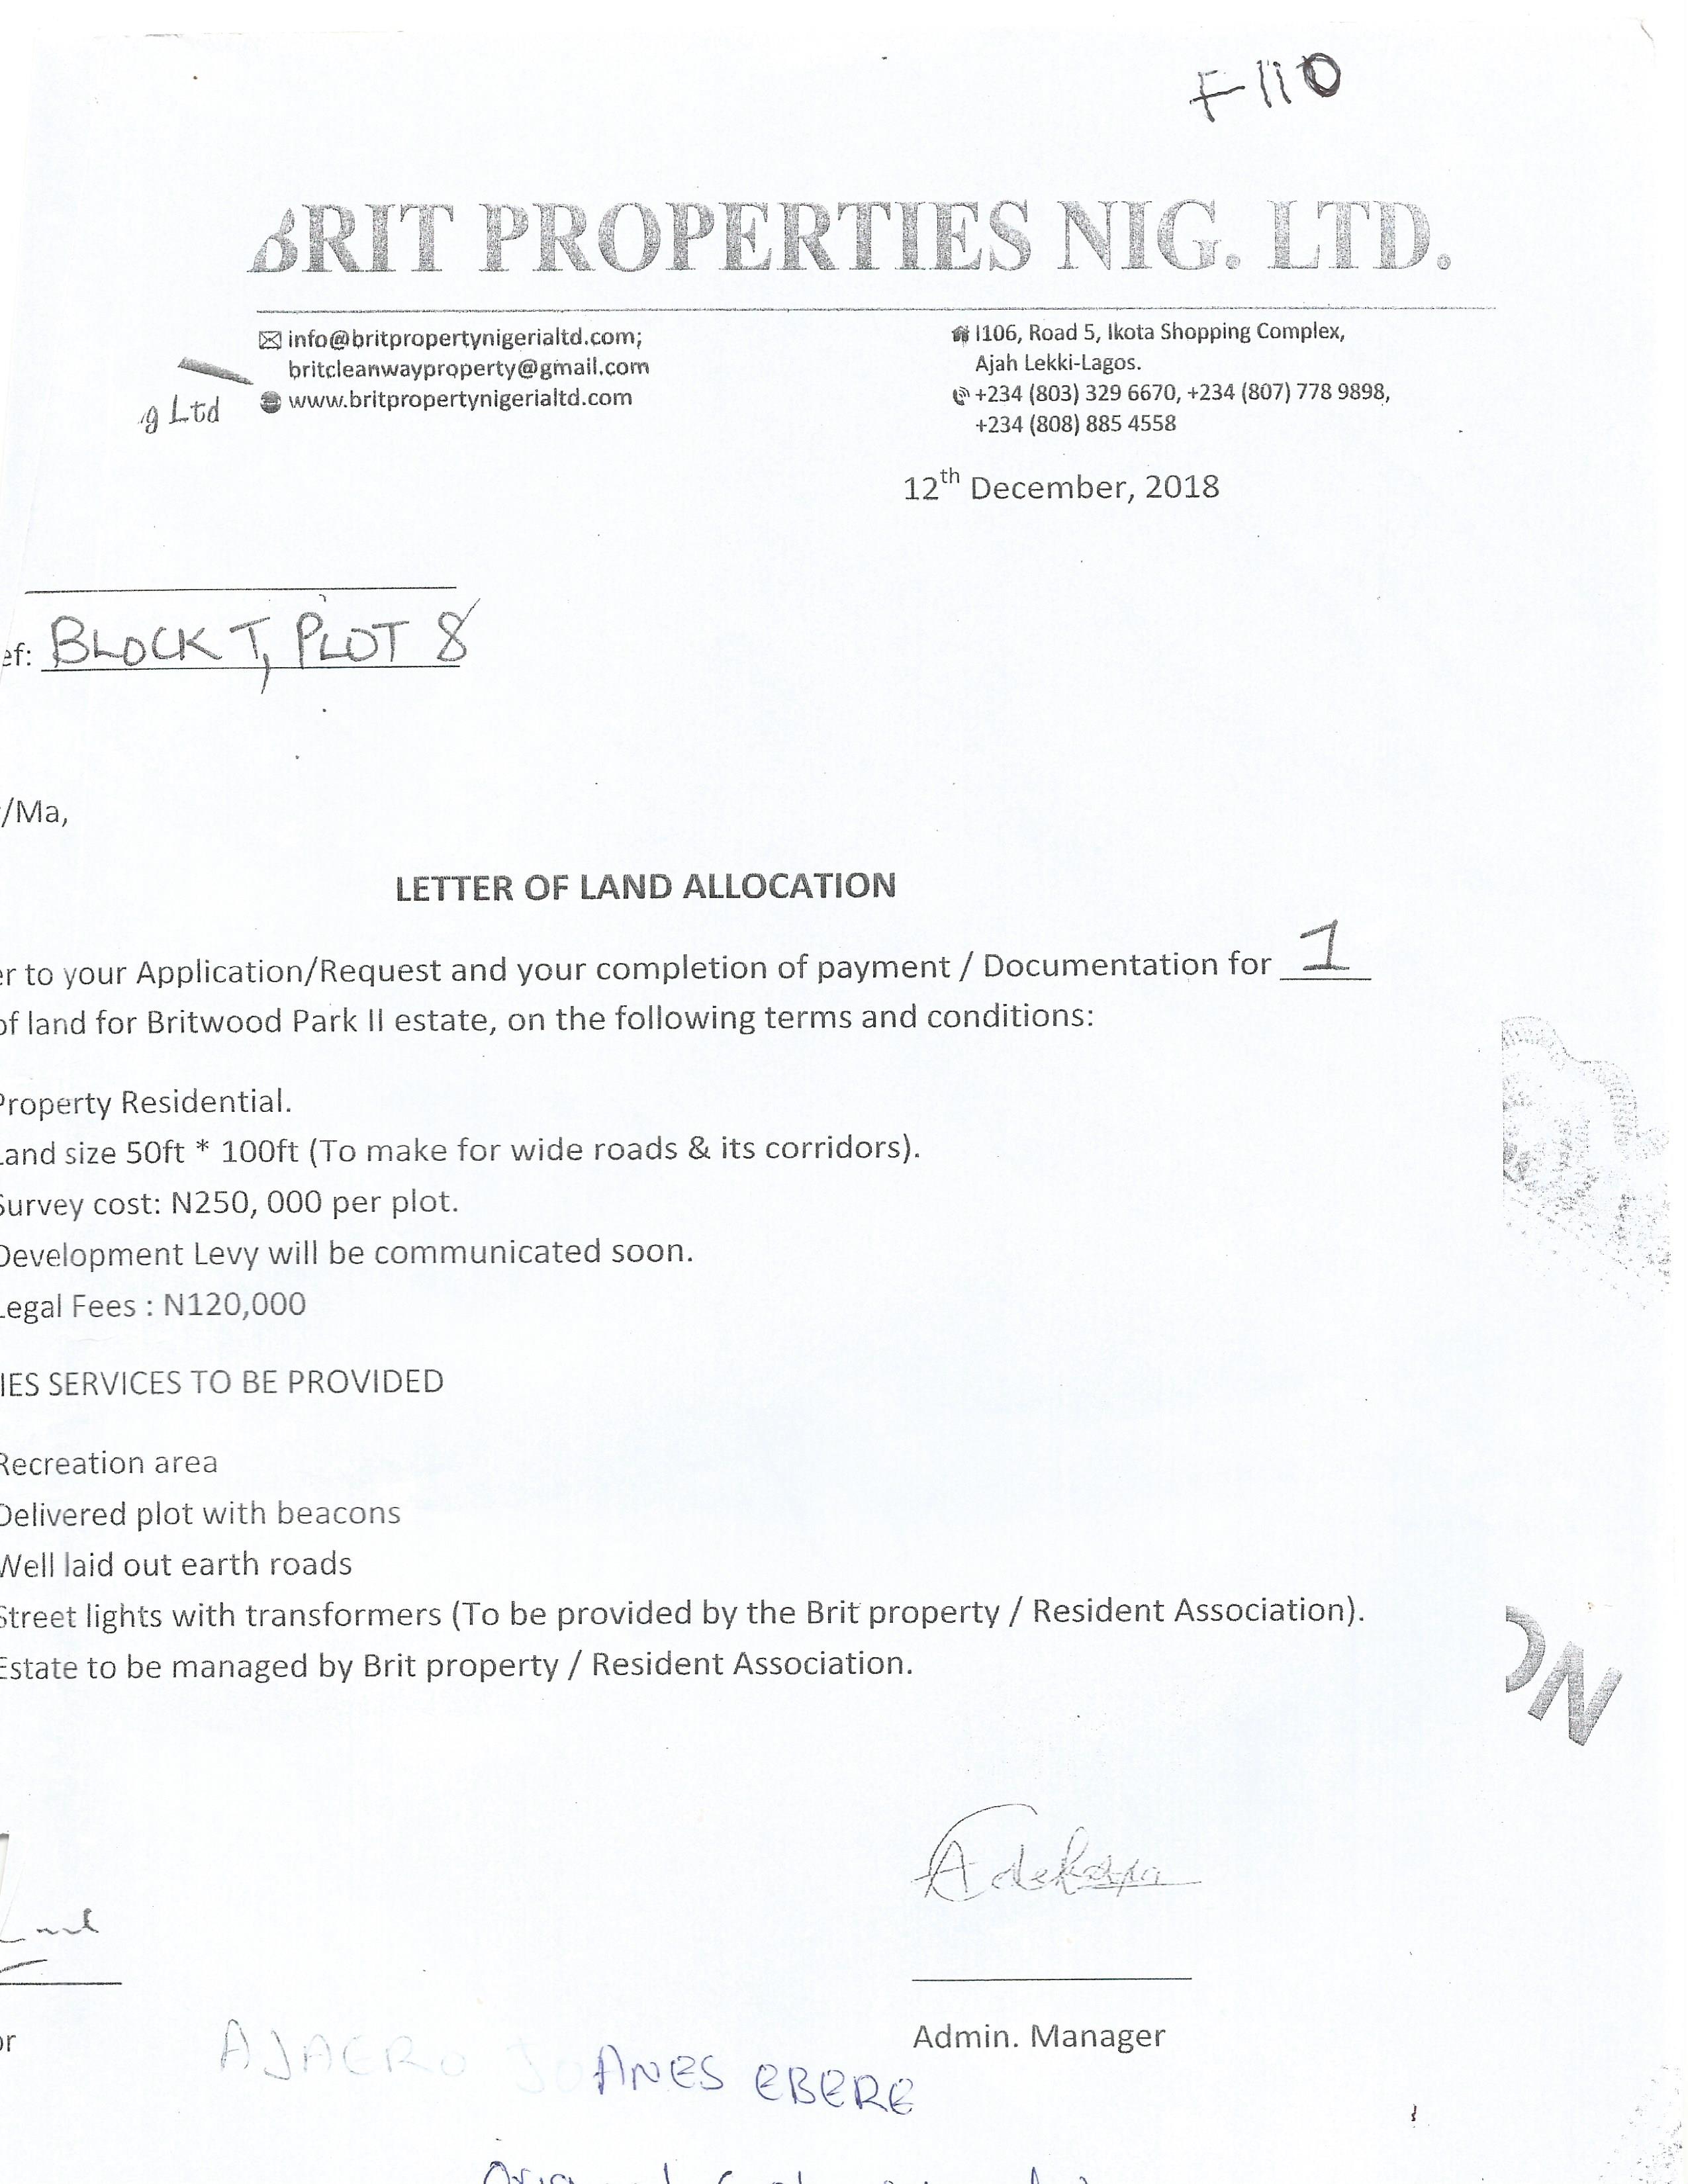 F110
BRIT PROPERTIES NIG. LTD.
info@britpropertynigerialtd.com;
britcleanwayproperty@gmail.com
www.britpropertynigerialtd.com
g Ltd
I106, Road 5, Ikota Shopping Complex,
Ajah Lekki-Lagos.
+234 (803) 329 6670, +234 (807) 778 9898,
+234 (808) 885 4558
12th December, 2018
ef: BLOCK T, PLOT 8
/Ma,
LETTER OF LAND ALLOCATION
er to your Application/Request and your completion of payment / Documentation for 1
of land for Britwood Park II estate, on the following terms and conditions:
Property Residential.
Land size 50ft * 100ft (To make for wide roads & its corridors).
Survey cost: N250, 000 per plot.
Development Levy will be communicated soon.
Legal Fees : N120,000
IES SERVICES TO BE PROVIDED
Recreation area
Delivered plot with beacons
Well laid out earth roads
Street lights with transformers (To be provided by the Brit property / Resident Association).
Estate to be managed by Brit property / Resident Association.
ON
or
Admin. Manager
AJAERO JOANES EBERE